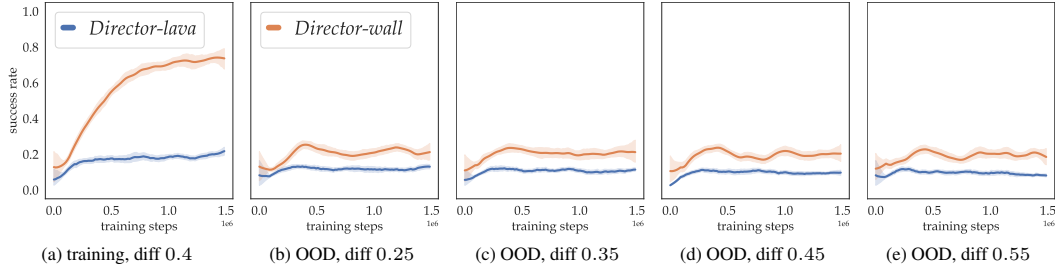 Director-lava
Director-wall
success rate
1.0
0.8
0.6
0.4
0.2
0.0
0.0 0.5 1.0 1.5
1e6
training steps
0.0 0.5 1.0 1.5
1e6
training steps
0.0 0.5 1.0 1.5
1e6
training steps
0.0 0.5 1.0 1.5
1e6
training steps
0.0 0.5 1.0 1.5
1e6
training steps
(a) training, diff 0.4
(b) OOD, diff 0.25
(c) OOD, diff 0.35
(d) OOD, diff 0.45
(e) OOD, diff 0.55